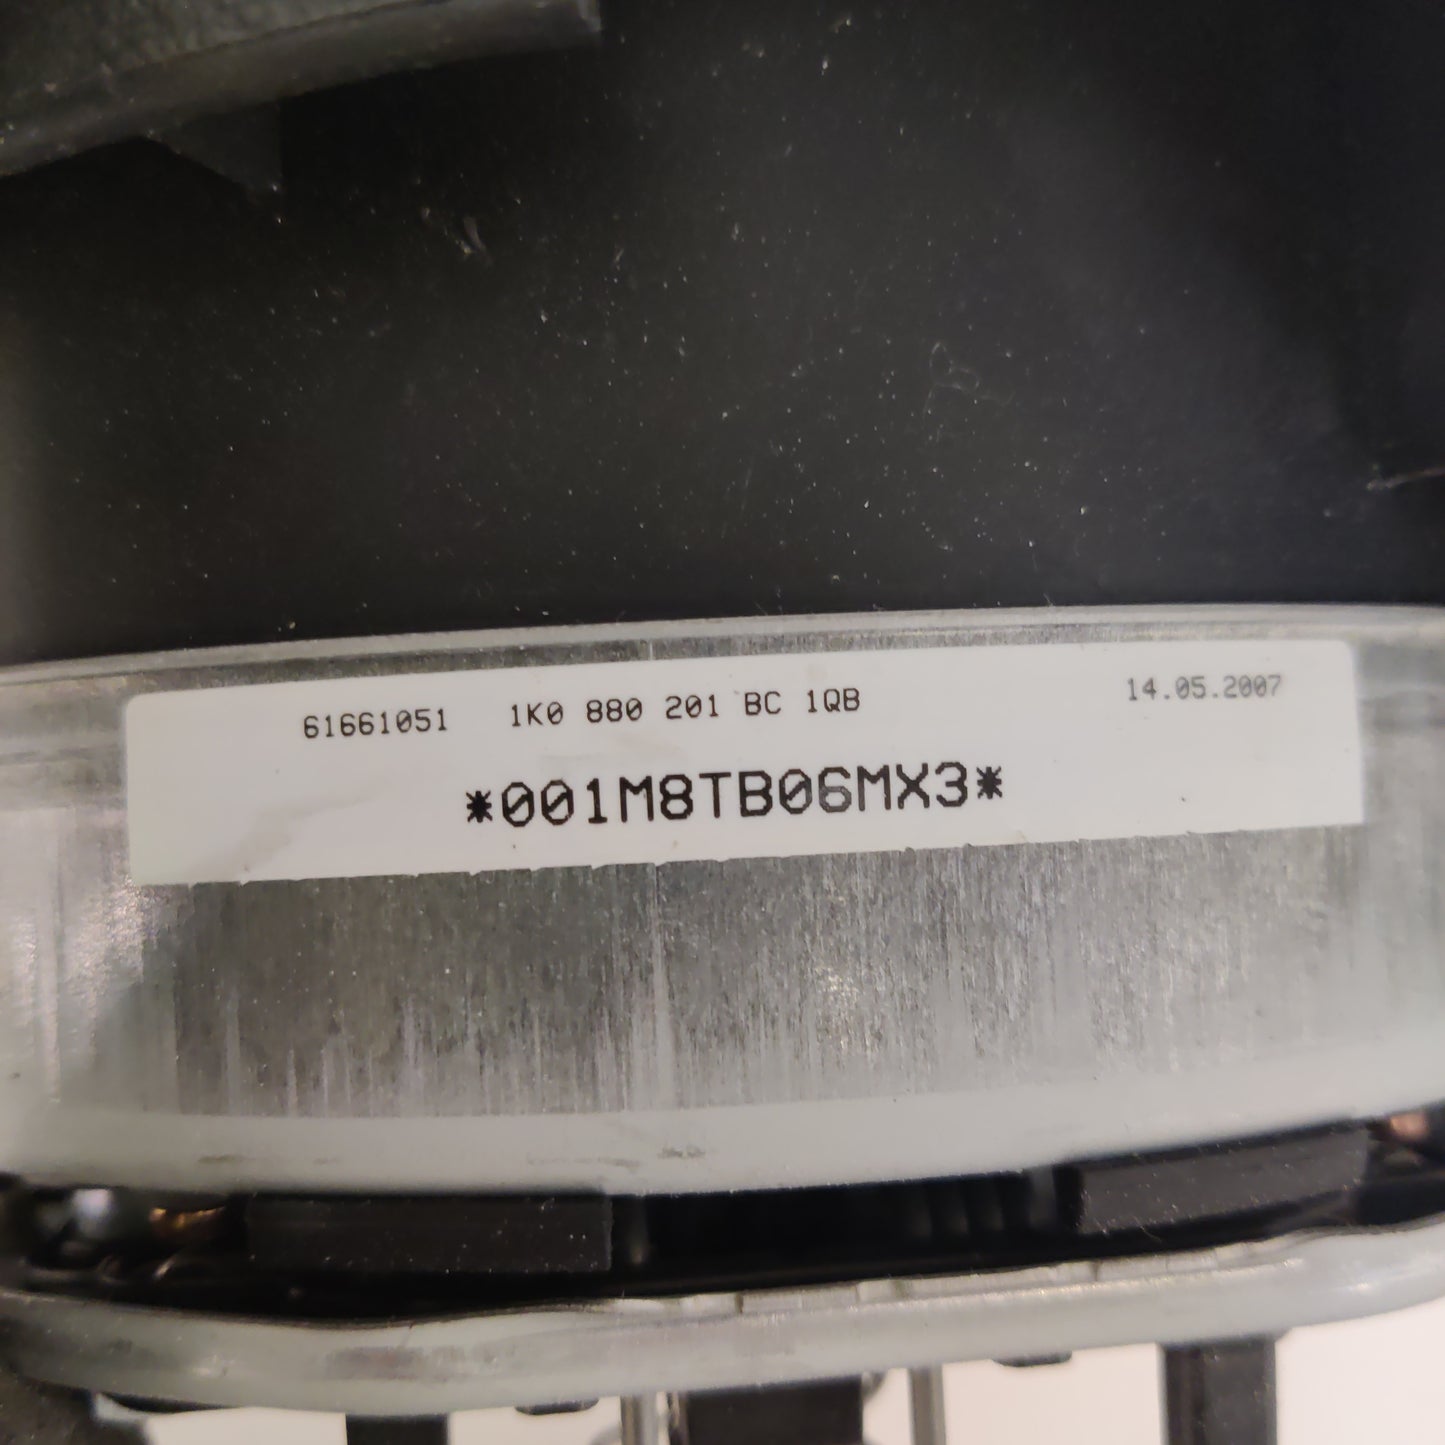 61661051 1K0 880 201 BC 1QB 14.05.2007
*001M8TB06MX3*